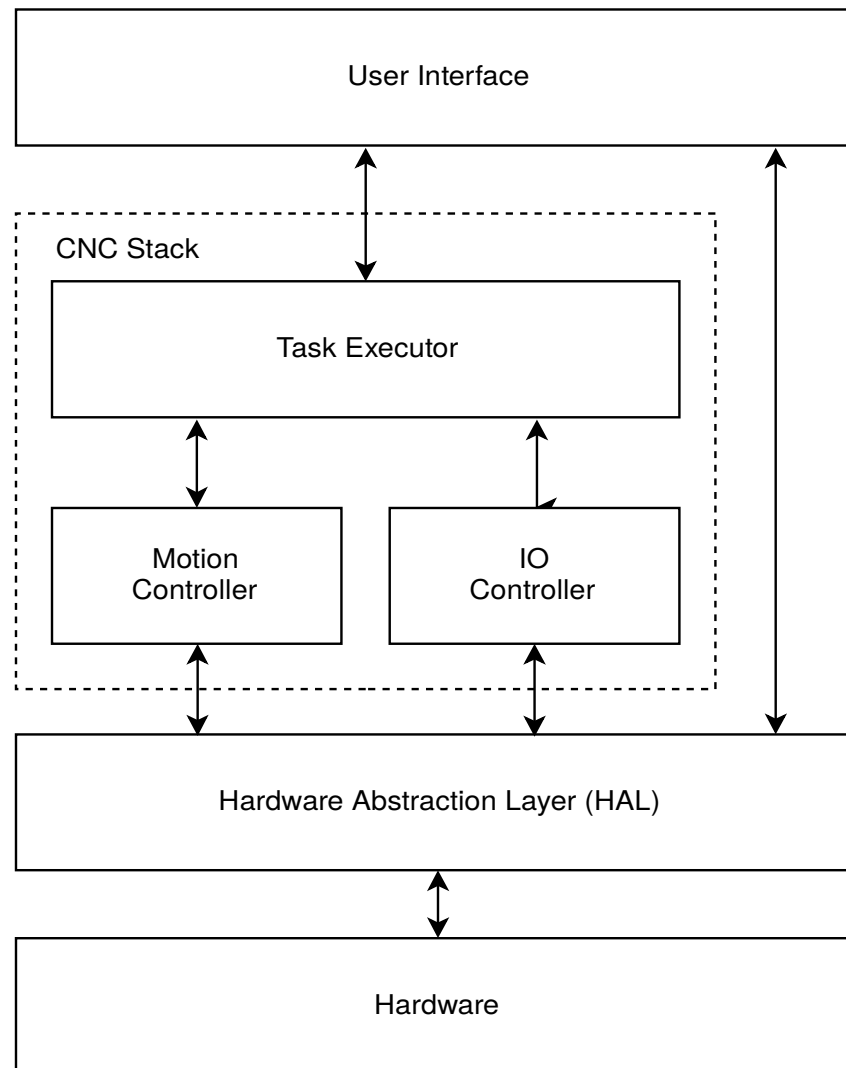 User Interface
CNC Stack
Task Executor
Motion
Controller
IO
Controller
Hardware Abstraction Layer (HAL)
Hardware